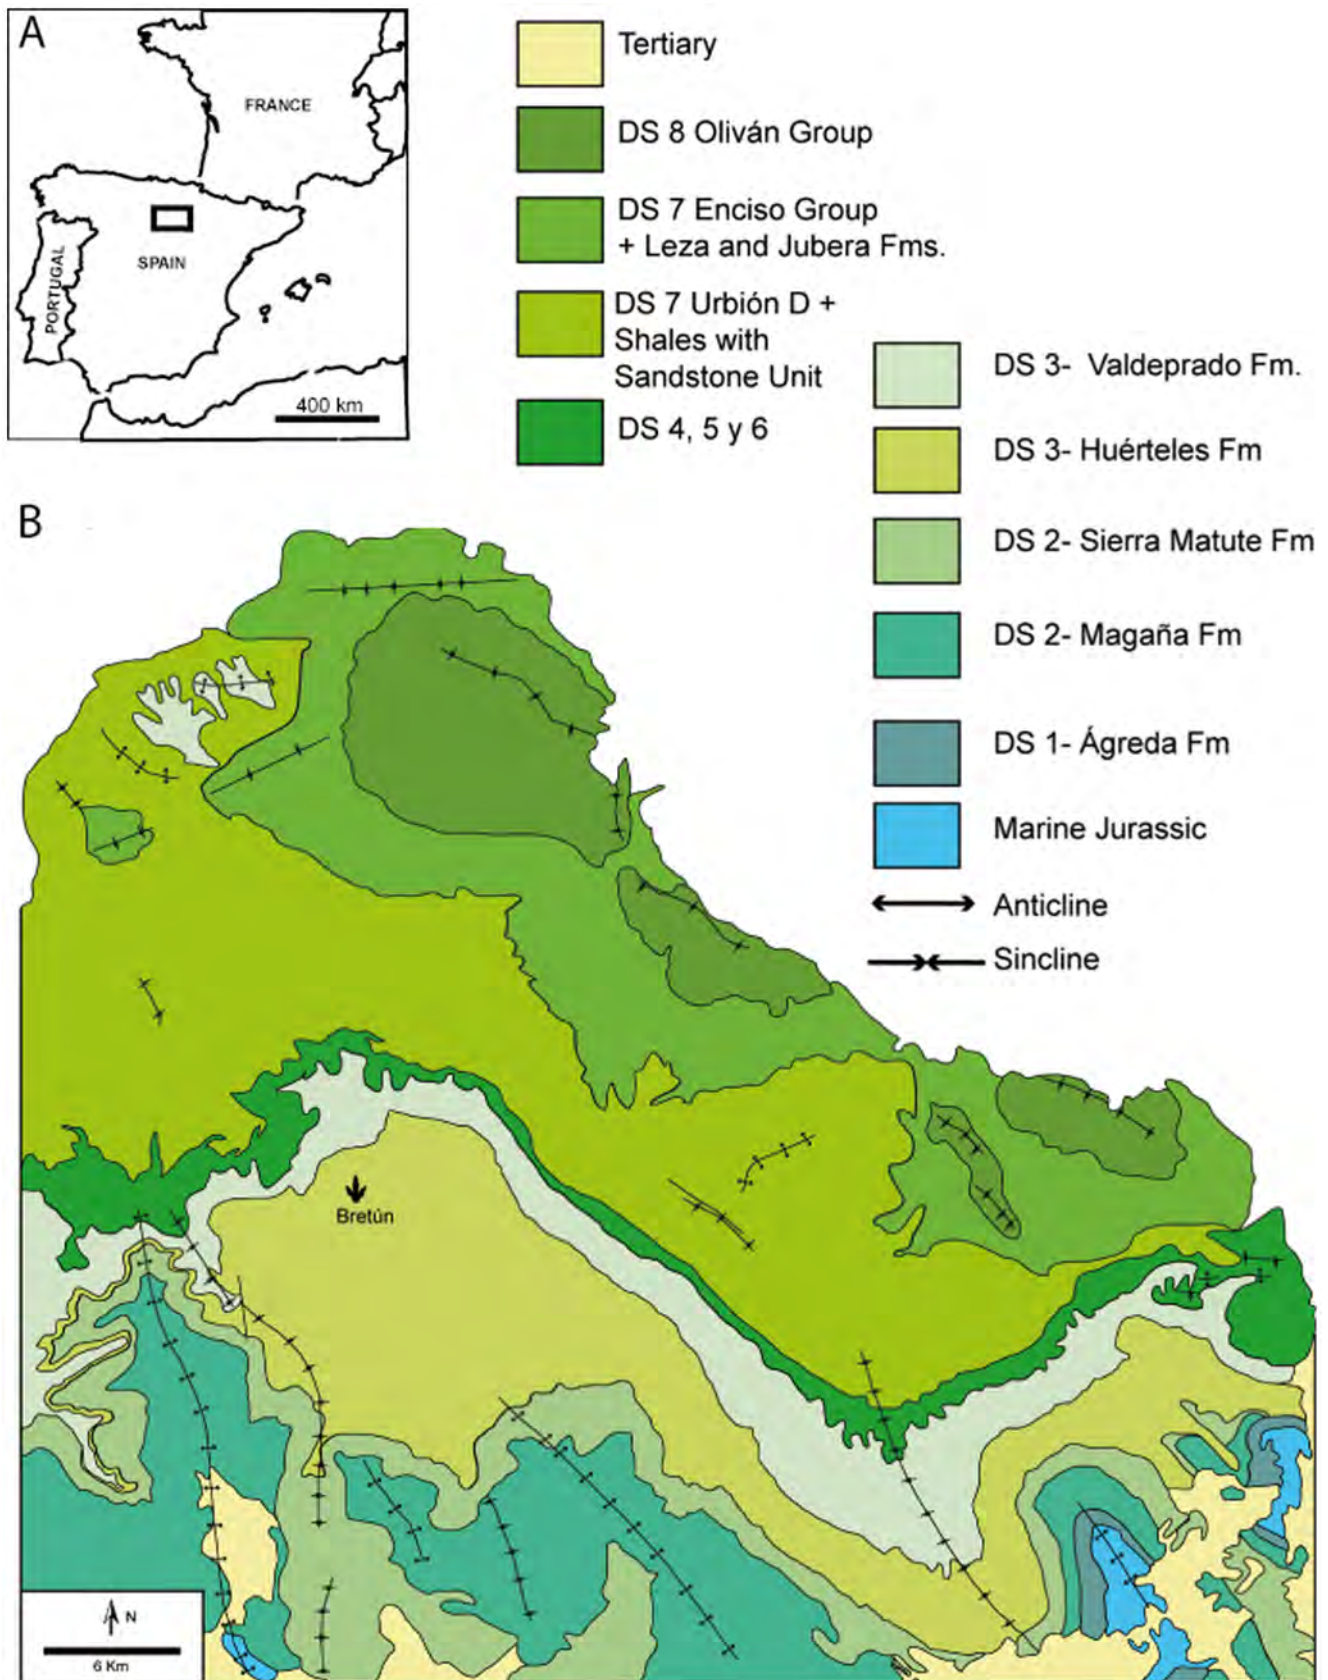 A
FRANCE
SPAIN
PORTUGAL
400 km
Tertiary
DS 8 Oliván Group
DS 7 Enciso Group
+ Leza and Jubera Fms.
DS 7 Urbión D +
Shales with
Sandstone Unit
DS 4, 5 y 6
DS 3- Valdeprado Fm.
DS 3- Huérteles Fm
DS 2- Sierra Matute Fm
DS 2- Magaña Fm
DS 1- Ágreda Fm
Marine Jurassic
Anticline
Sincline
B
Bretún
N
6 Km